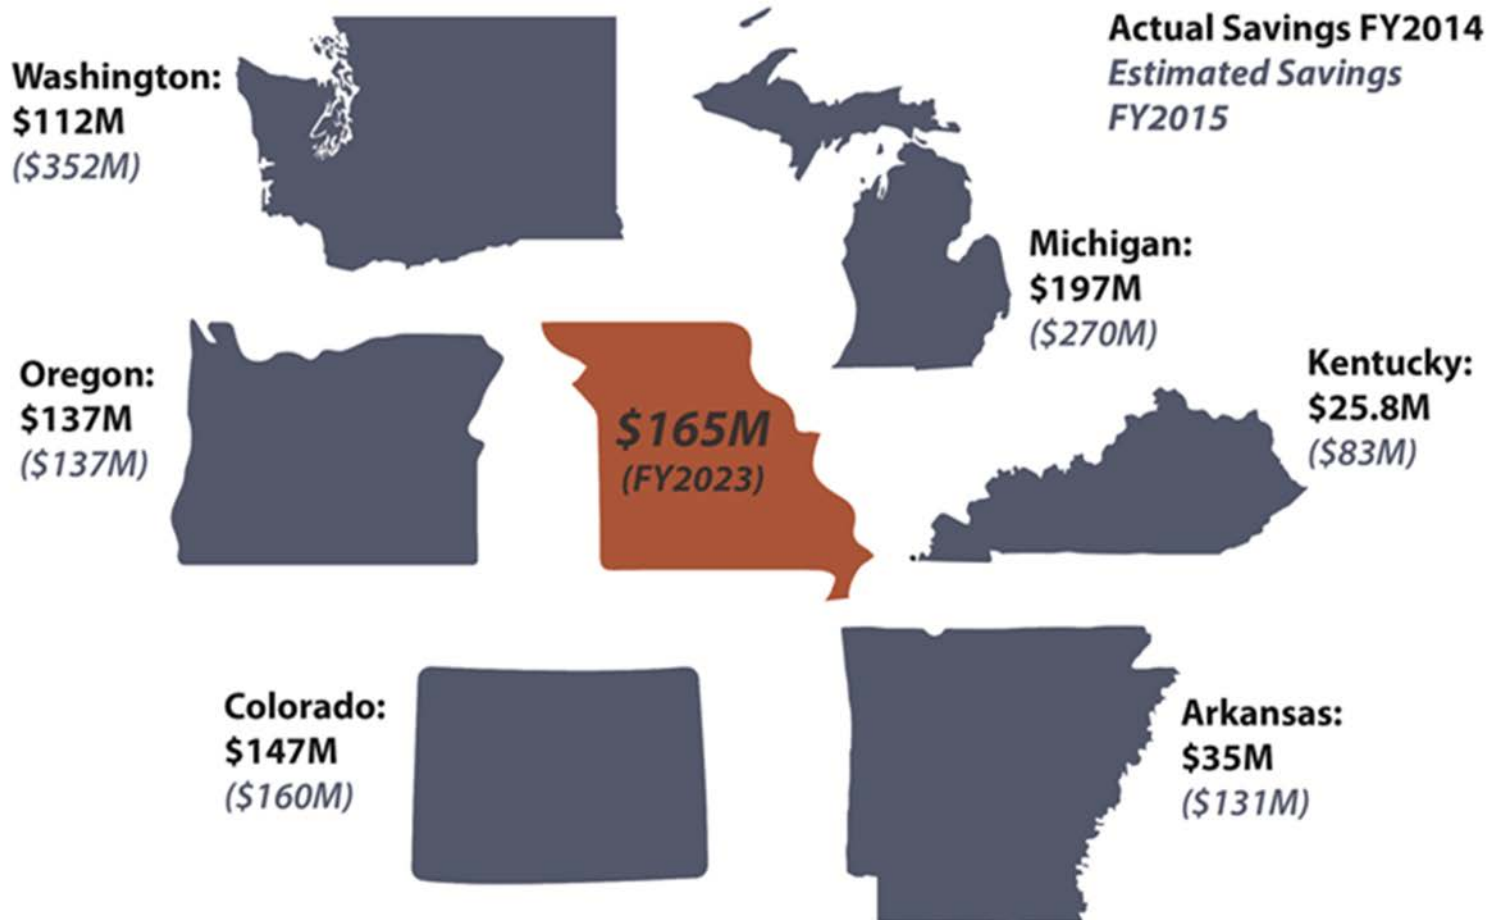 Actual Savings FY2014
Estimated Savings
FY2015
Washington:
$112M
($352M)
Michigan:
$197M
($270M)
Oregon:
$137M
($137M)
$165M
(FY2023)
Kentucky:
$25.8M
($83M)
Colorado:
$147M
($160M)
Arkansas:
$35M
($131M)